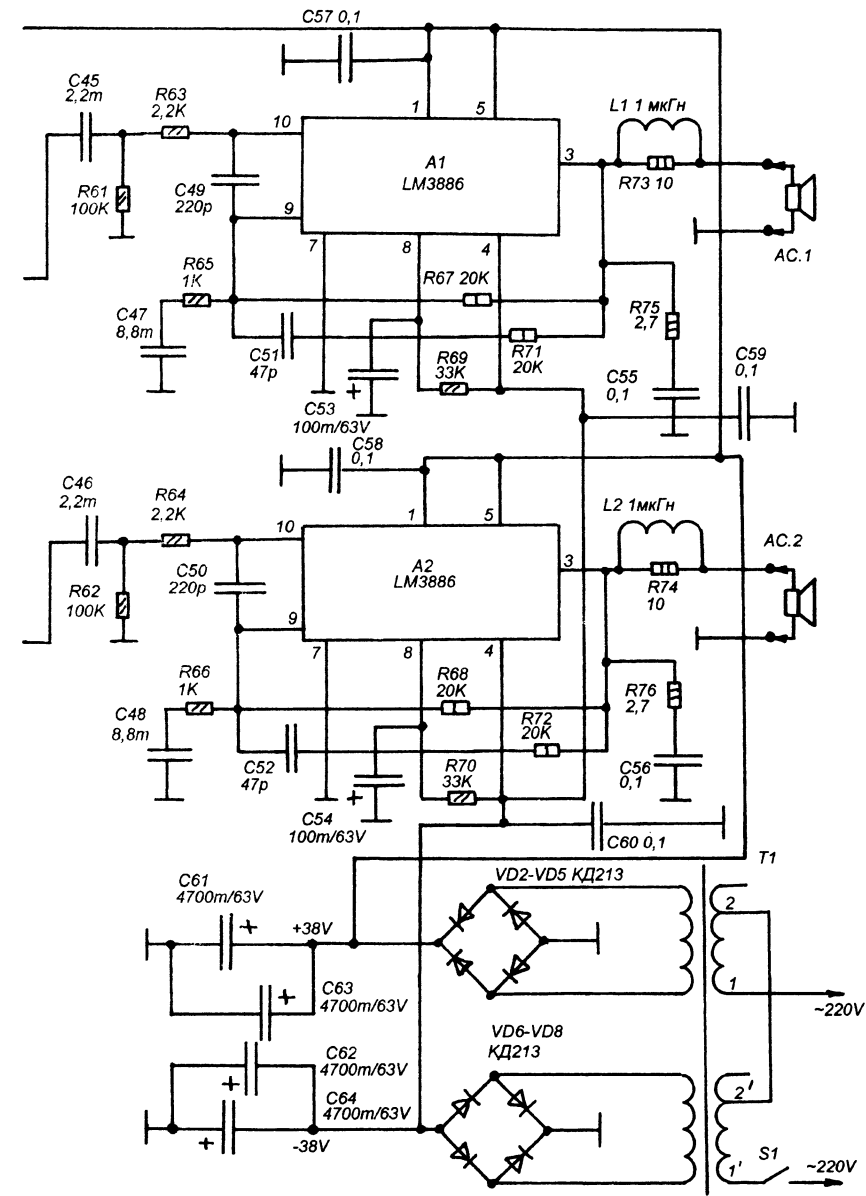 C57 0,1
C45
2,2m
R63
2,2K
10
1
5
A1
LM3886
3
L1 1 мкГн
R73 10
R61
100K
C49
220p
9
7
8
4
AC.1
R65
1K
R67 20K
C47
8,8m
R75
2,7
C51
47p
R69
33K
R71
20K
C59
0,1
C55
0,1
+
C53
100m/63V
C58
0,1
C46
2,2m
R64
2,2K
10
1
5
A2
LM3886
3
L2 1мкГн
AC.2
R74
10
R62
100K
C50
220p
9
7
8
4
R66
1K
R68
20K
C48
8,8m
R76
2,7
C52
47p
R70
33K
R72
20K
C56
0,1
+
C54
100m/63V
C60 0,1
T1
C61
4700m/63V
+
+38V
VD2-VD5 КД213
2
1
~220V
+
C63
4700m/63V
VD6-VD8
КД213
C62
4700m/63V
+
C64
4700m/63V
+
-38V
2'
1'
S1
~220V